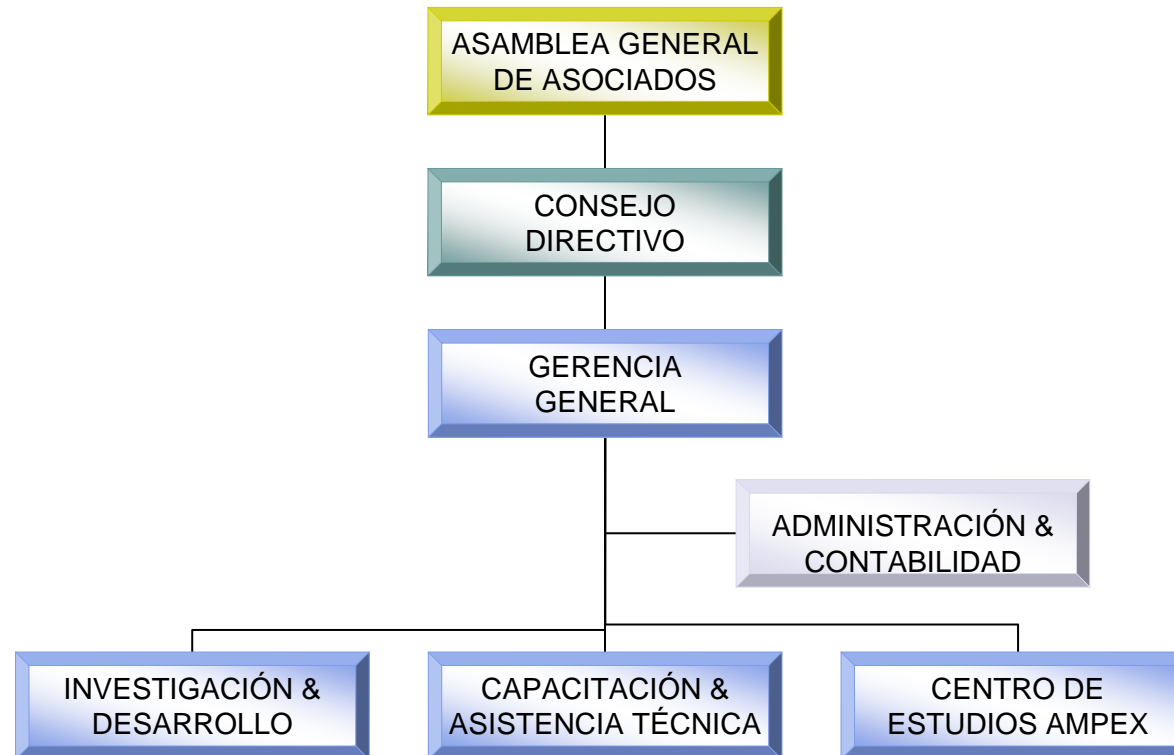 ASAMBLEA GENERAL
DE ASOCIADOS
CONSEJO
DIRECTIVO
GERENCIA
GENERAL
ADMINISTRACIÓN &
CONTABILIDAD
INVESTIGACIÓN &
DESARROLLO
CAPACITACIÓN &
ASISTENCIA TÉCNICA
CENTRO DE
ESTUDIOS AMPEX